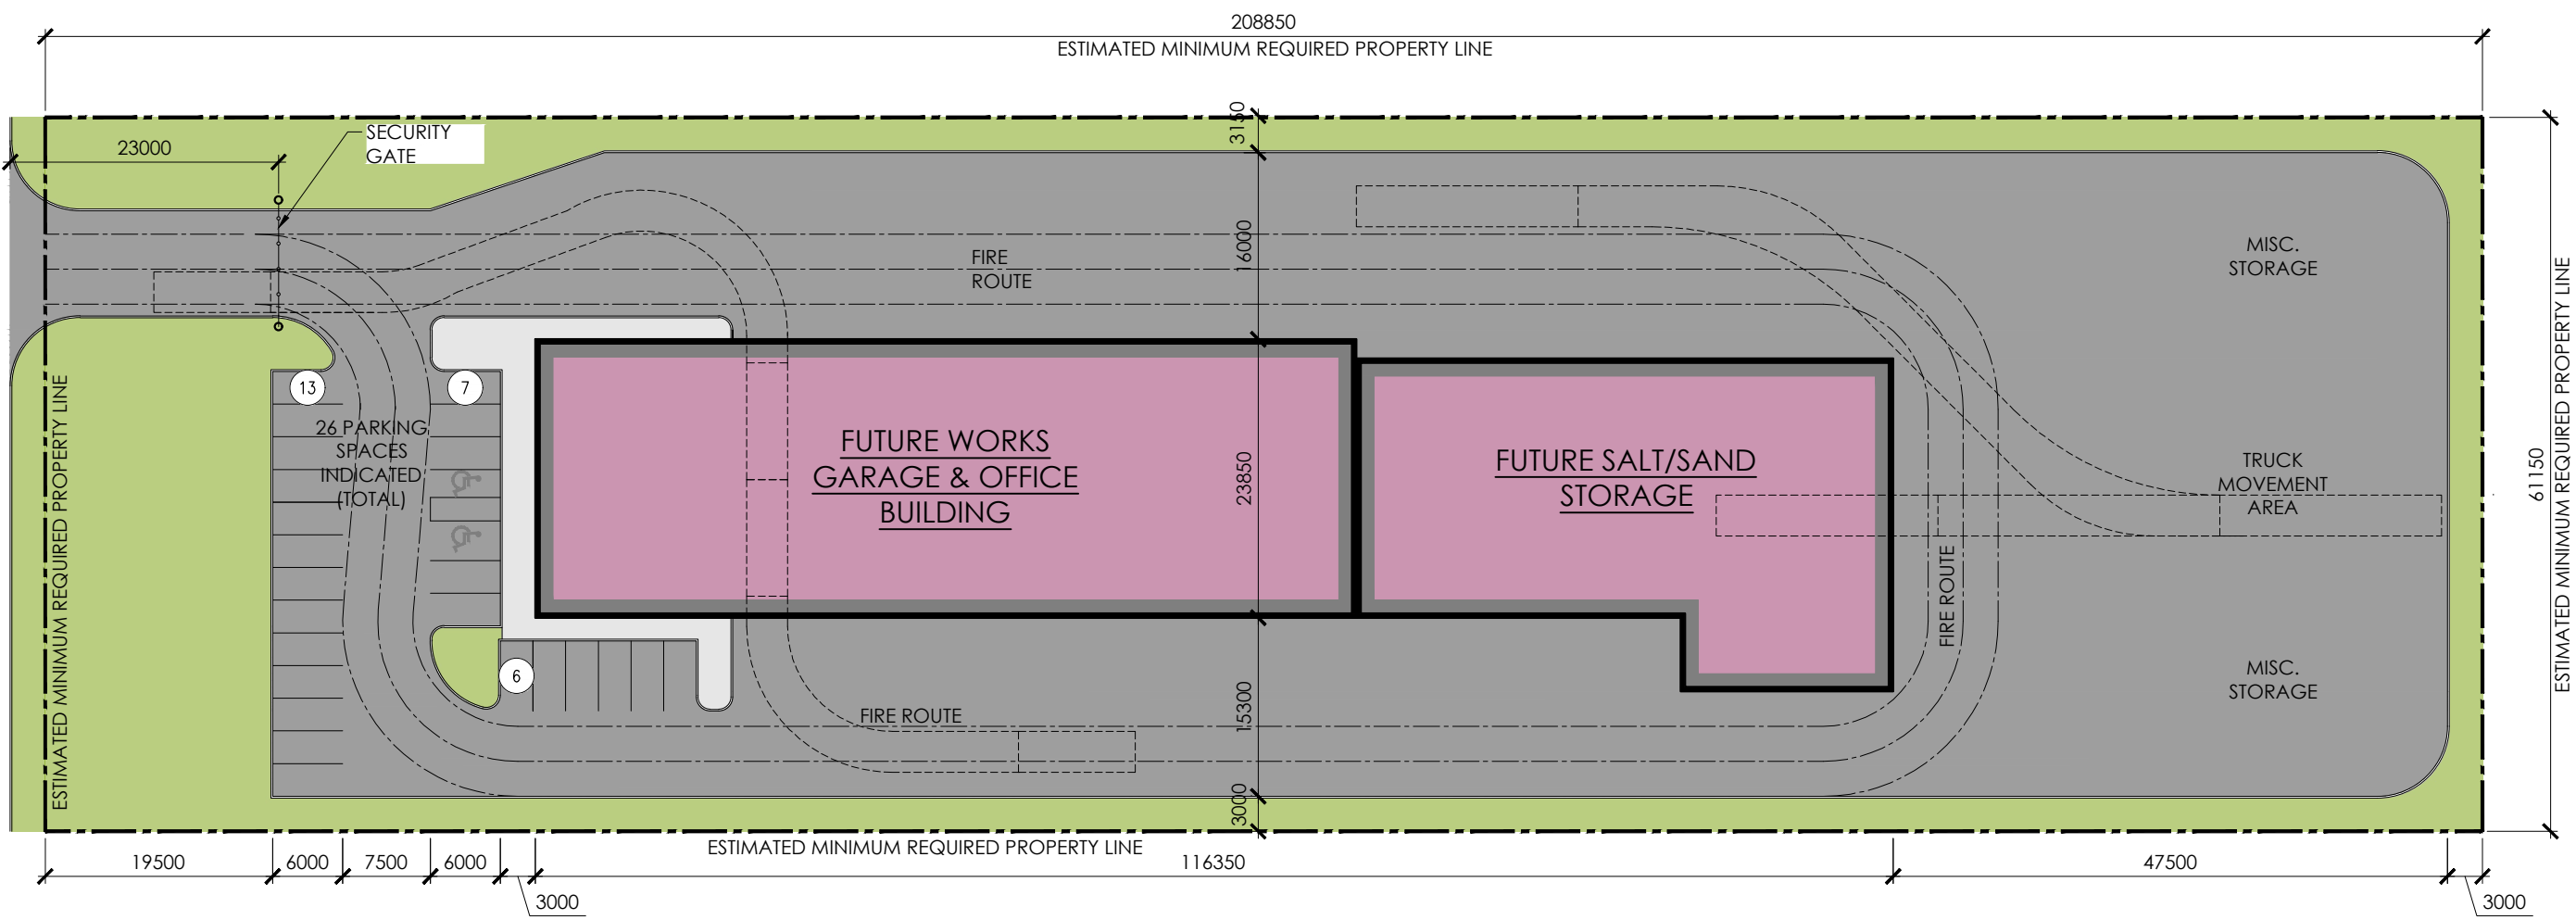 208850
ESTIMATED MINIMUM REQUIRED PROPERTY LINE
3150
SECURITY
GATE
23000
16000
FIRE
ROUTE
MISC.
STORAGE
13
7
26 PARKING
SPACES
INDICATED
(TOTAL)
ESTIMATED MINIMUM REQUIRED PROPERTY LINE
FUTURE WORKS
GARAGE & OFFICE
BUILDING
23850
FUTURE SALT/SAND
STORAGE
TRUCK
MOVEMENT
AREA
61150
ESTIMATED MINIMUM REQUIRED PROPERTY LINE
FIRE ROUTE
6
FIRE ROUTE
15300
MISC.
STORAGE
3000
ESTIMATED MINIMUM REQUIRED PROPERTY LINE
19500
6000
7500
6000
116350
47500
3000
3000